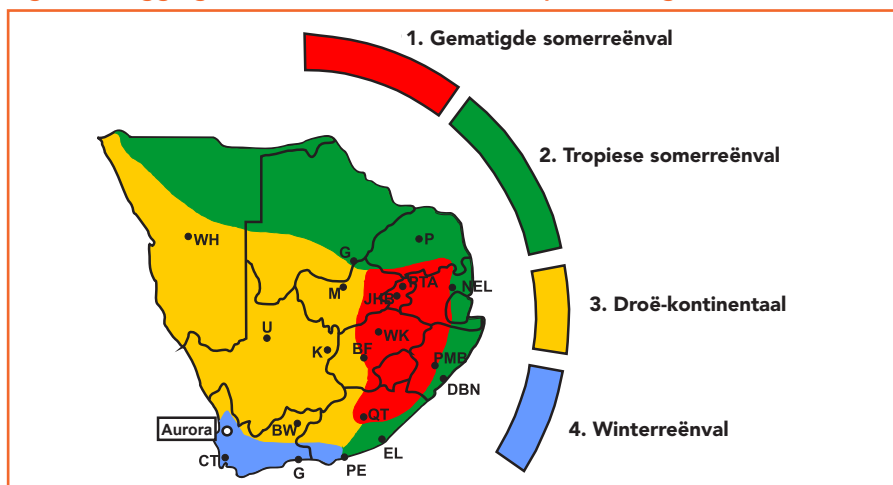 1. Gematigde somerreënval
2. Tropiese somerreënval
WH
P
G
M
PTA
JHB
NEL
3. Droë-kontinentaal
U
WK
K
BF
PMB
DBN
QT
Aurora
BW
4. Winterreënval
EL
CT
G
PE